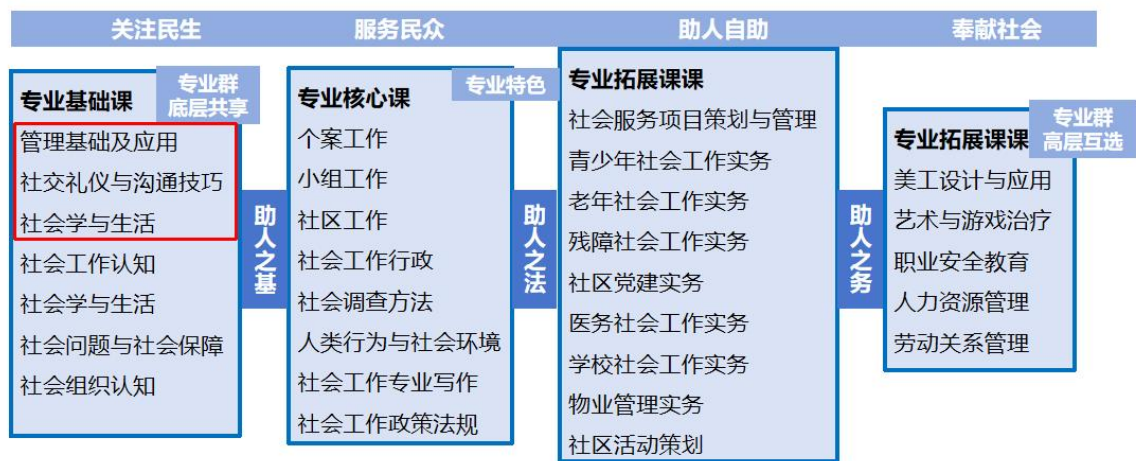 关注民生
服务民众
助人自助
奉献社会
专业群
底层共享
专业基础课
管理基础及应用
社交礼仪与沟通技巧
社会学与生活
社会工作认知
社会学与生活
社会问题与社会保障
社会组织认知
助人之基
专业特色
专业核心课
个案工作
小组工作
社区工作
社会工作行政
社会调查方法
人类行为与社会环境
社会工作专业写作
社会工作政策法规
助人之法
专业拓展课课
社会服务项目策划与管理
青少年社会工作实务
老年社会工作实务
残障社会工作实务
社区党建实务
医务社会工作实务
学校社会工作实务
物业管理实务
社区活动策划
助人之务
专业群
高层互选
专业拓展课课
美工设计与应用
艺术与游戏治疗
职业安全教育
人力资源管理
劳动关系管理